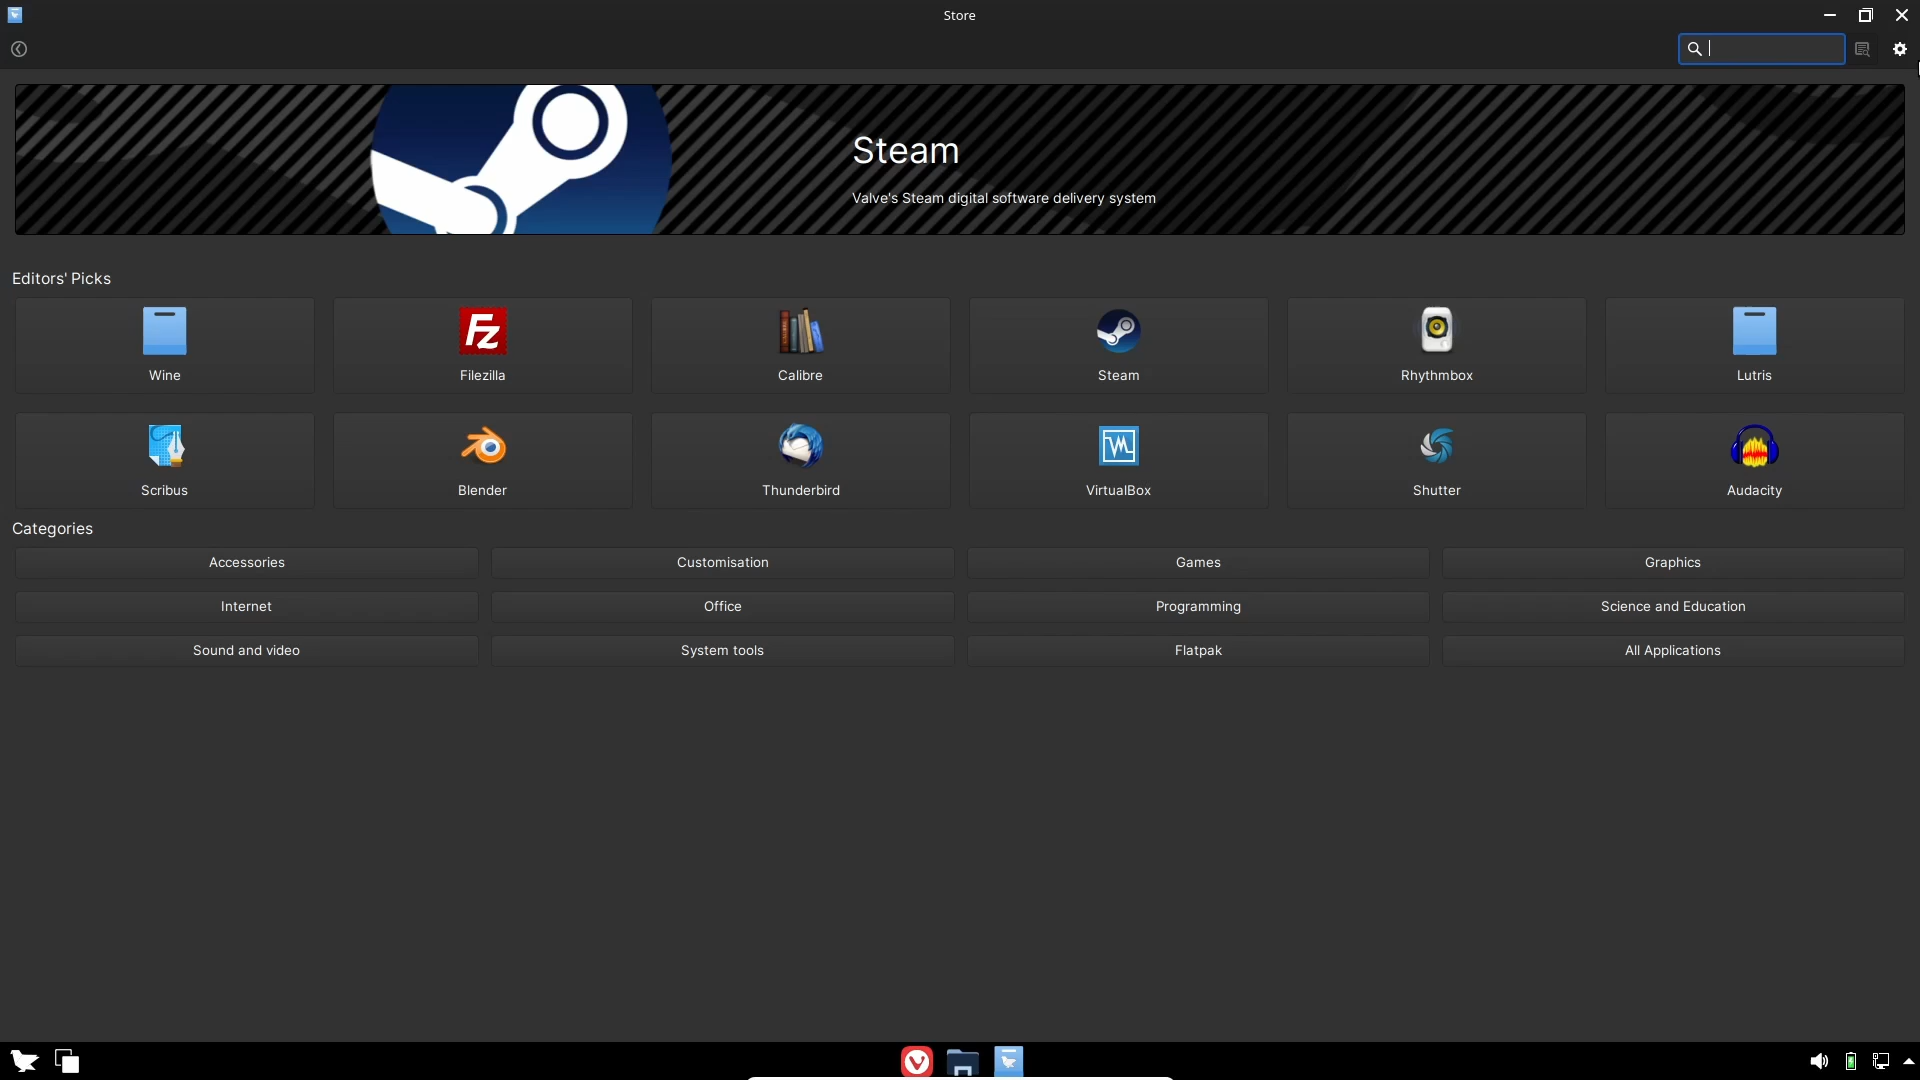 Store
Steam
Valve's Steam digital software delivery system
Editors' Picks
Wine
Filezilla
Calibre
Steam
Rhythmbox
Lutris
Scribus
Blender
Thunderbird
VirtualBox
Shutter
Audacity
Categories
Accessories
Customisation
Games
Graphics
Internet
Office
Programming
Science and Education
Sound and video
System tools
Flatpak
All Applications